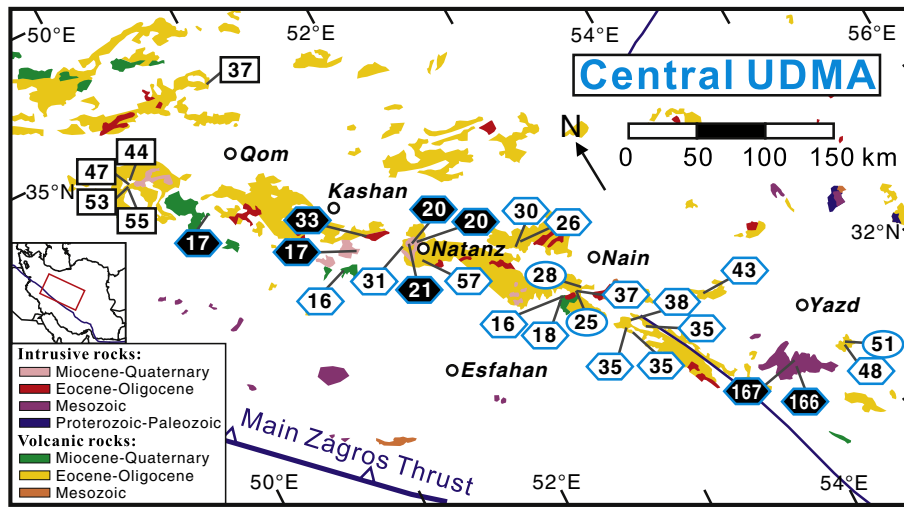 50°E
52°E
54°E
56°E
37
Central UDMA
N
0 50 100 150 km
44
47
53
55
Qom
35°N
Kashan
32°N
33
20
20
30
26
17
17
Natanz
Nain
31
57
28
43
16
21
37
38
Yazd
16
18
25
35
51
35
35
48
Esfahan
167
166
Intrusive rocks:
Miocene-Quaternary
Eocene-Oligocene
Mesozoic
Proterozoic-Paleozoic
Volcanic rocks:
Miocene-Quaternary
Eocene-Oligocene
Mesozoic
Main Zagros Thrust
50°E
52°E
54°E